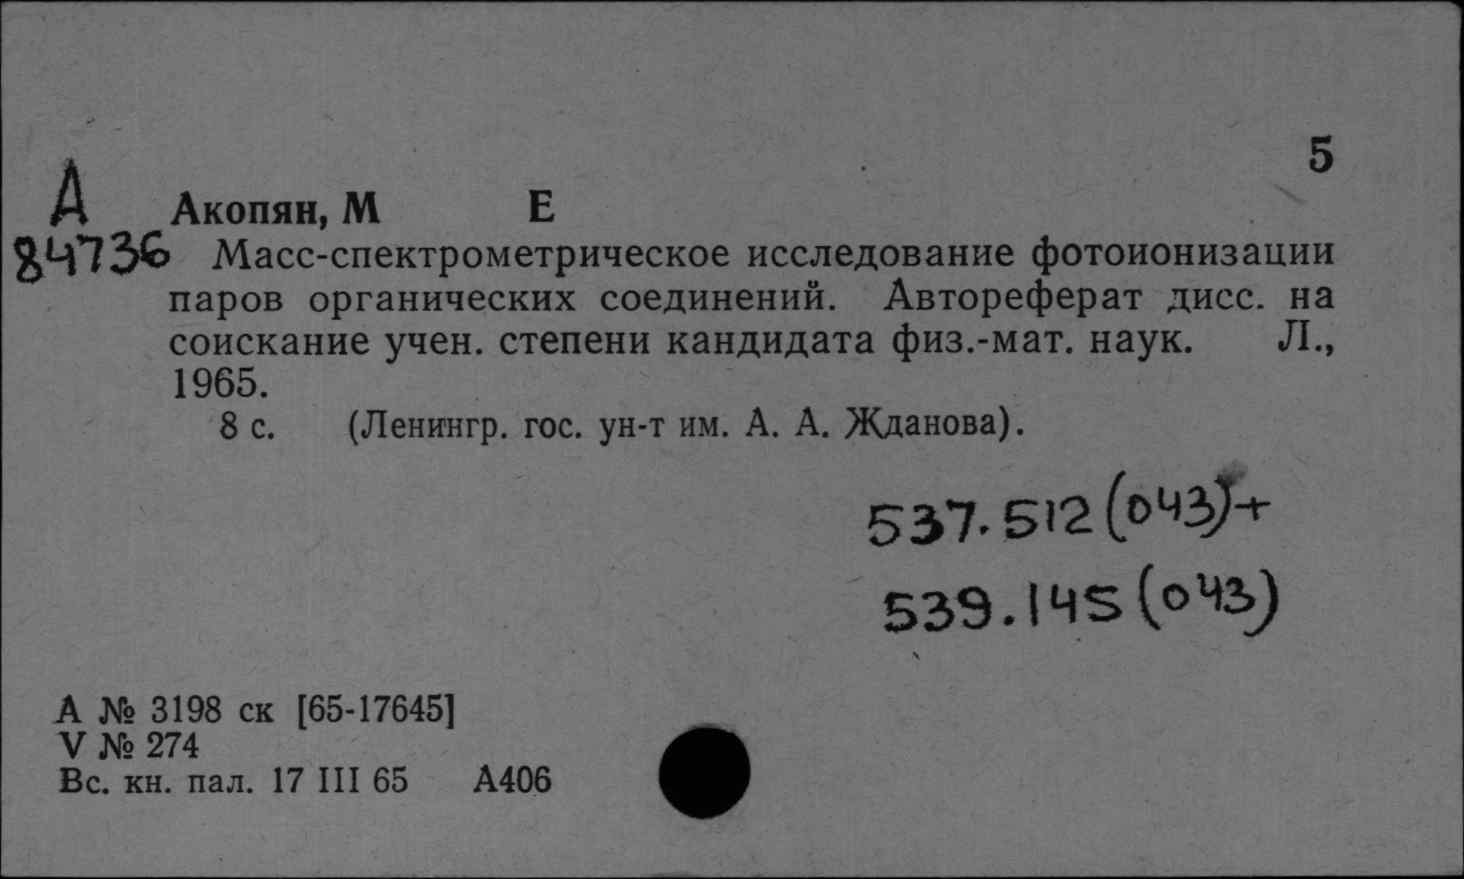 5
А
84736
Акопян, М Е
Масс-спектрометрическое исследование фотоионизации
паров органических соединений. Автореферат дисс. на
соискание учен. степени кандидата физ.-мат. наук. Л.,
1965.
8 с. (Ленингр. гос. ун-т им. А. А. Жданова).
537.512(043)+
539.145(043)
А № 3198 ск [65-17645]
V № 274
Вс. кн. пал. 17 III 65 А406